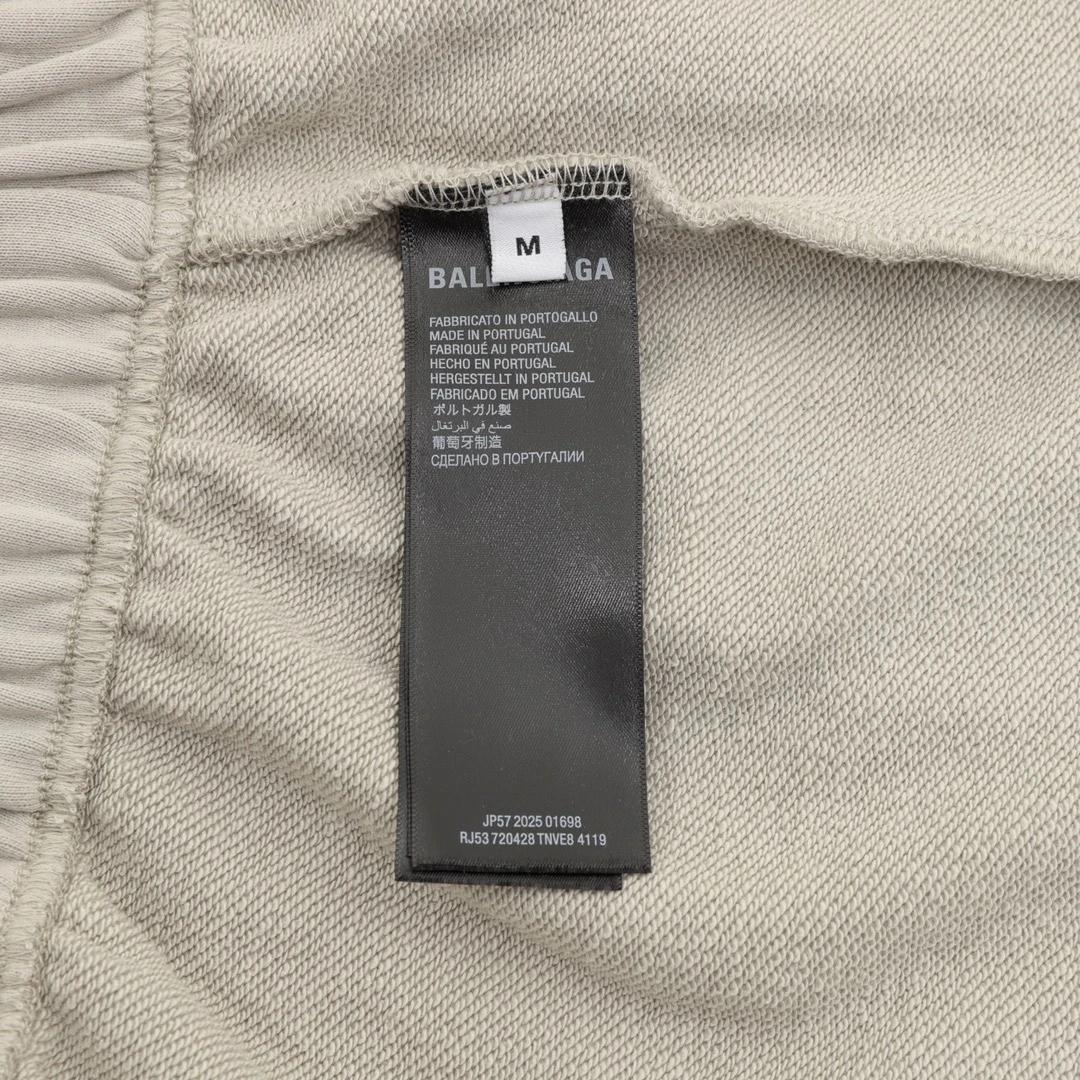 M
BAL AGA
FABBRICATO IN PORTOGALLO
MADE IN PORTUGAL
FABRIQUÉ AU PORTUGAL
HECHO EN PORTUGAL
HERGESTELLT IN PORTUGAL
FABRICADO EM PORTUGAL
ポルトガル製
صنع في البرتغال
葡萄牙制造
СДЕЛАНО В ПОРТУГАЛИИ
JP57 2025 01698
RJ53 720428 TNVE8 4119